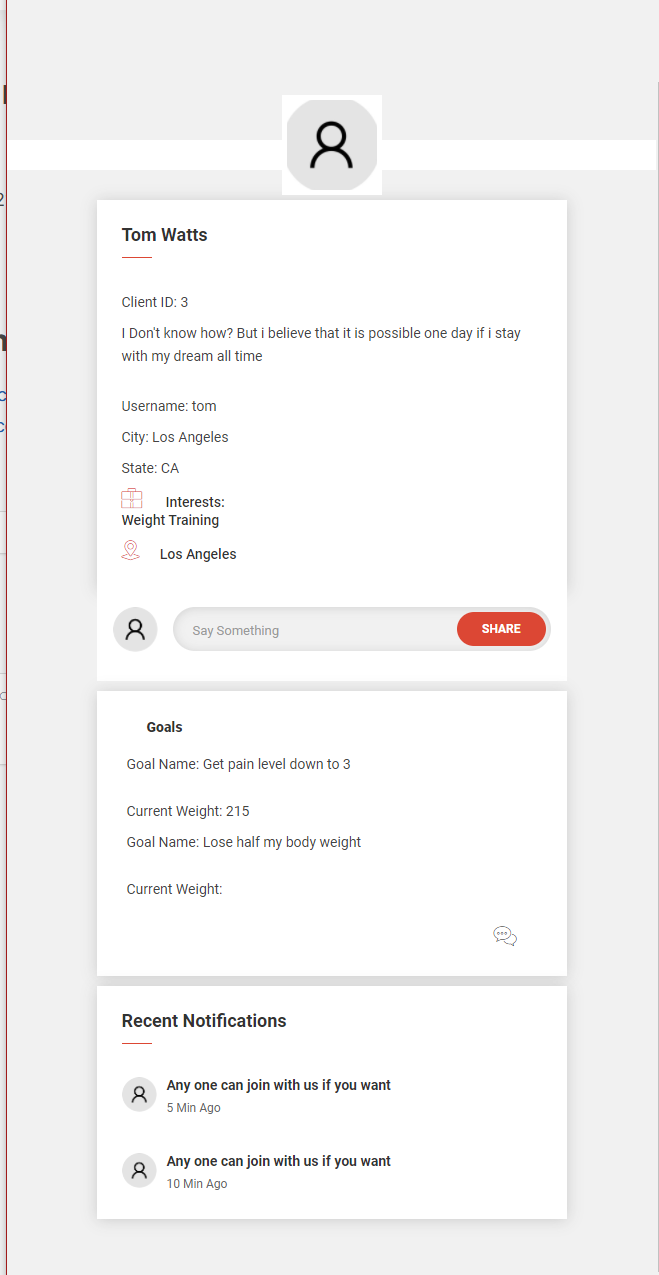 Tom Watts
Client ID: 3
I Don't know how? But i believe that it is possible one day if i stay
with my dream all time
Username: tom
City: Los Angeles
State: CA
Interests:
Weight Training
Los Angeles
Say Something
SHARE
Goals
Goal Name: Get pain level down to 3
Current Weight: 215
Goal Name: Lose half my body weight
Current Weight:
Recent Notifications
Any one can join with us if you want
5 Min Ago
Any one can join with us if you want
10 Min Ago